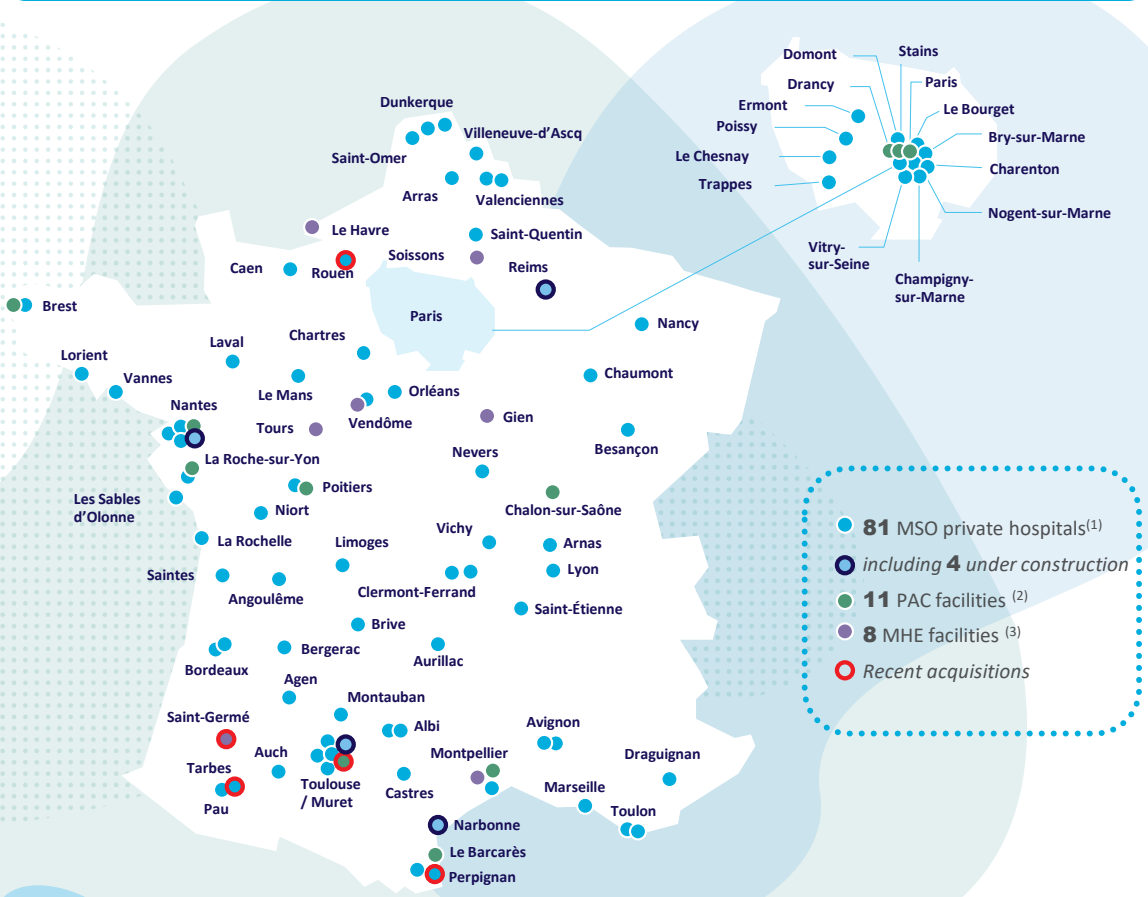 Domont
Stains
Drancy
Paris
Ermont
Le Bourget
Poissy
Bry-sur-Marne
Le Chesnay
Charenton
Trappes
Nogent-sur-Marne
Vitry-
sur-Seine
Champigny-
sur-Marne
Dunkerque
Villeneuve-d'Ascq
Saint-Omer
Arras
Valenciennes
Le Havre
Saint-Quentin
Soissons
Caen
Rouen
Reims
Brest
Paris
Nancy
Chartres
Laval
Lorient
Vannes
Chaumont
Le Mans
Orléans
Nantes
Vendôme
Gien
Tours
Besançon
Nevers
La Roche-sur-Yon
Poitiers
Les Sables
d'Olonne
Niort
Chalon-sur-Saône
Vichy
La Rochelle
Limoges
Arnas
Saintes
Lyon
Angoulême
Clermont-Ferrand
Saint-Étienne
Brive
Bergerac
Aurillac
Bordeaux
Agen
Montauban
Saint-Germé
Albi
Avignon
Auch
Montpellier
Draguignan
Tarbes
Toulouse
/ Muret
Castres
Marseille
Pau
Toulon
Narbonne
Le Barcarès
Perpignan
81 MSO private hospitals(1)
including 4 under construction
11 PAC facilities (2)
8 MHE facilities (3)
Recent acquisitions